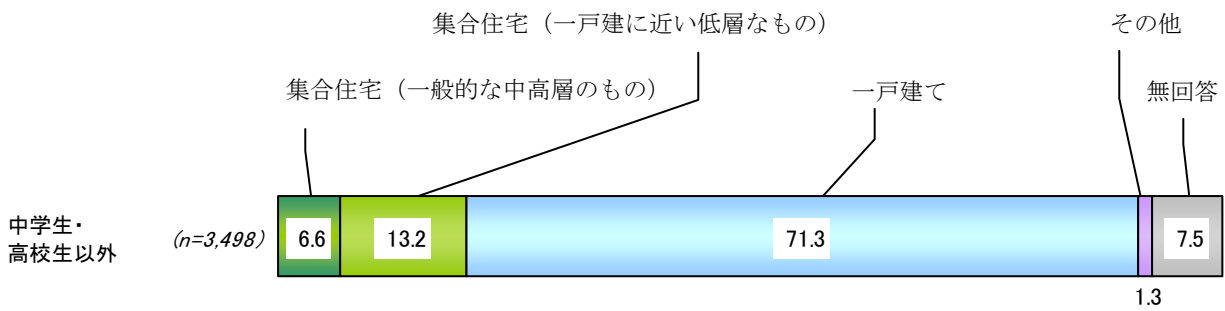 集合住宅（一戸建に近い低層なもの）
その他
集合住宅（一般的な中高層のもの）
一戸建て
無回答
中学生・
高校生以外
(n=3,498)
6.6
13.2
71.3
7.5
1.3